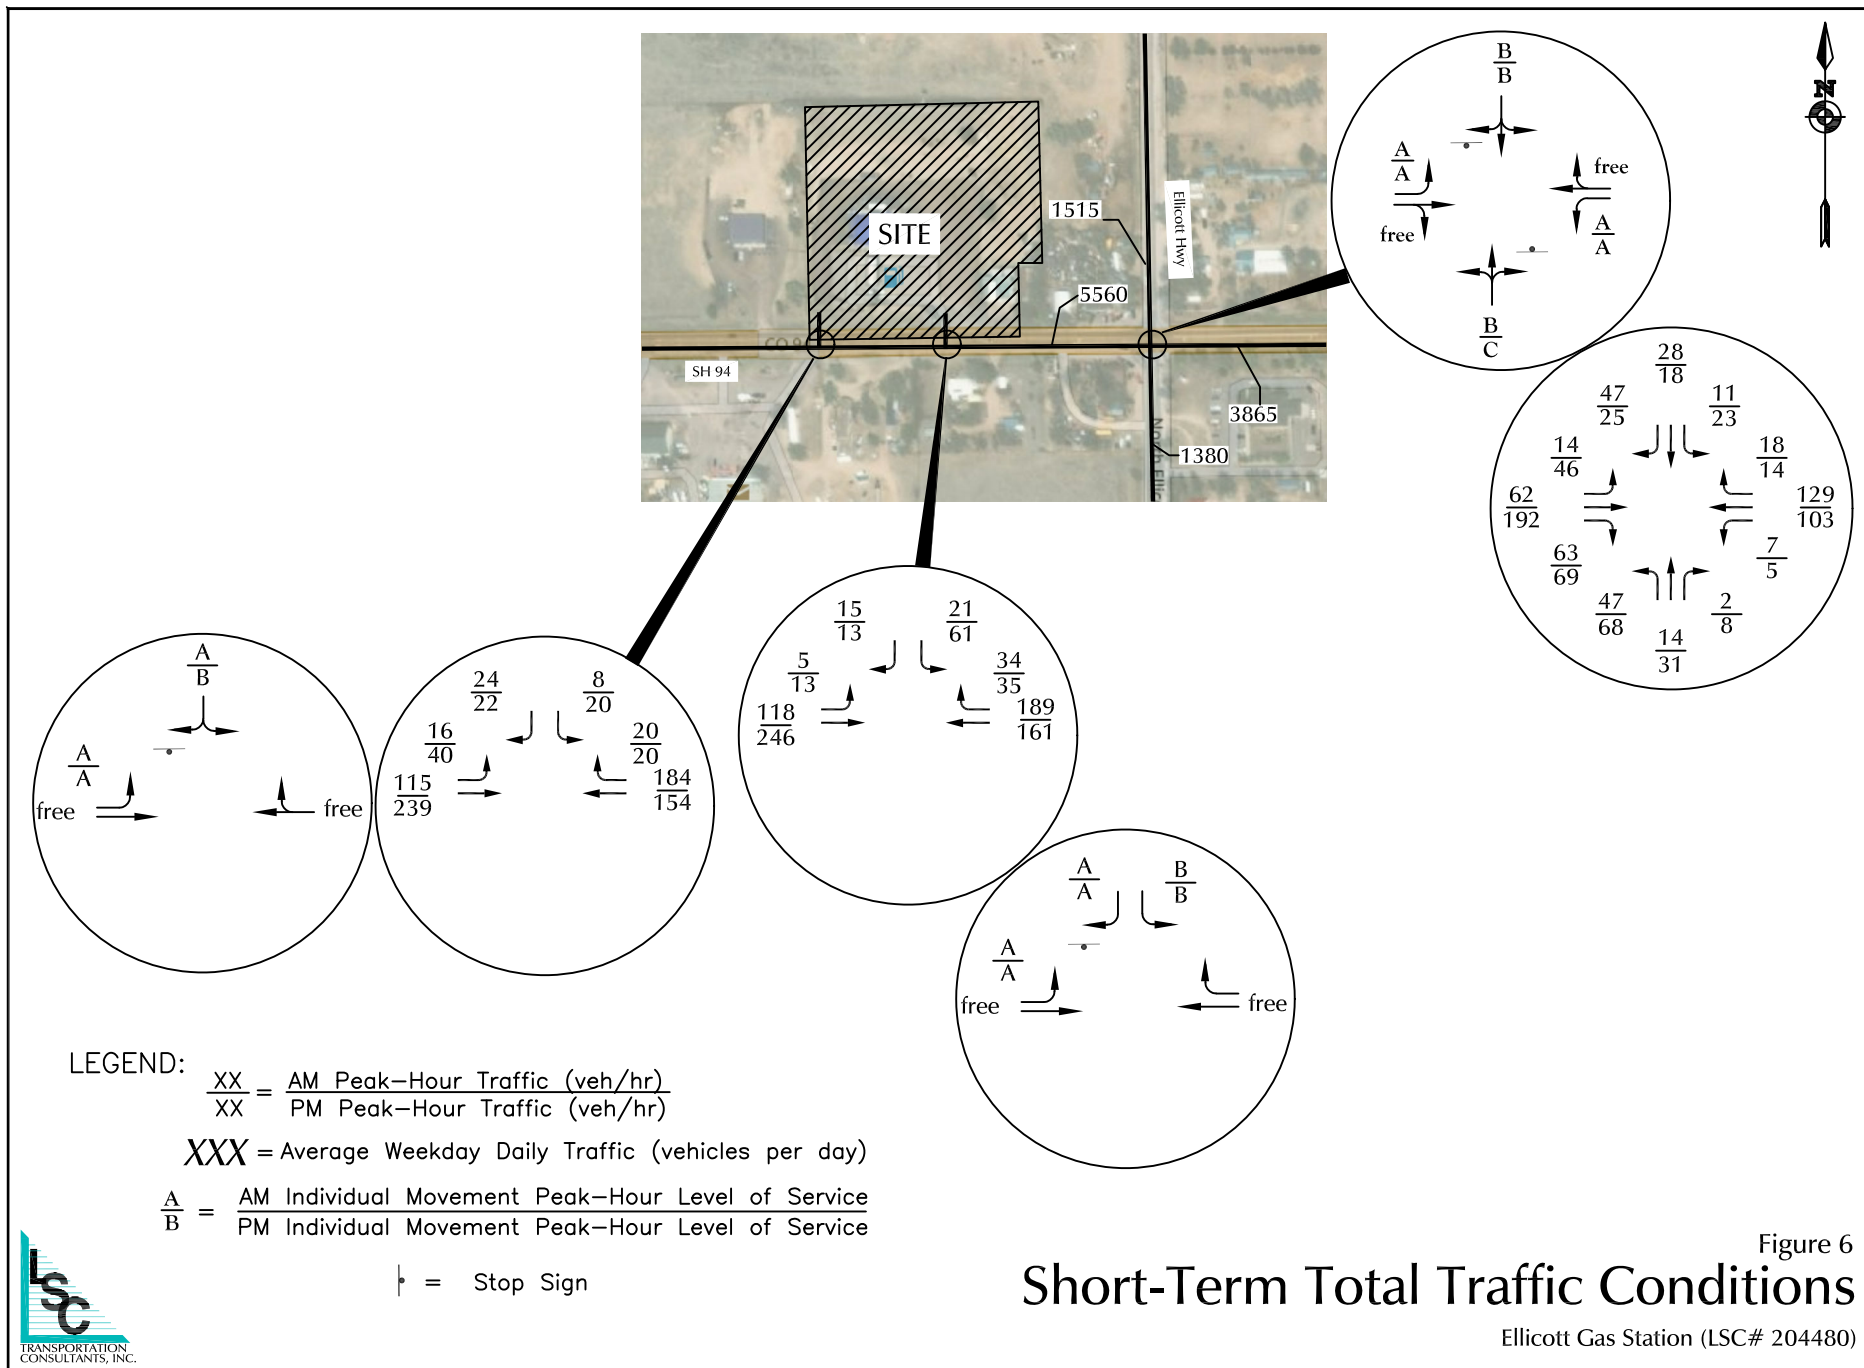 SITE
1515
Ellicott Hwy
5560
CO 9
SH 94
3865
1380
North Elli
N
B
B
A
A
free
free
free
A
A
B
C
28
18
47
25
11
23
14
46
18
14
62
192
129
103
63
69
7
5
47
68
2
8
14
31
15
13
21
61
5
13
34
35
118
246
189
161
A
B
A
A
free
free
24
22
8
20
16
40
20
20
115
239
184
154
A
A
B
B
A
A
free
free
LEGEND:
XX = AM Peak-Hour Traffic (veh/hr)
XX PM Peak-Hour Traffic (veh/hr)
XXX = Average Weekday Daily Traffic (vehicles per day)
A = AM Individual Movement Peak-Hour Level of Service
B PM Individual Movement Peak-Hour Level of Service
= Stop Sign
LSC
TRANSPORTATION
CONSULTANTS, INC.
Figure 6
Short-Term Total Traffic Conditions
Ellicott Gas Station (LSC# 204480)